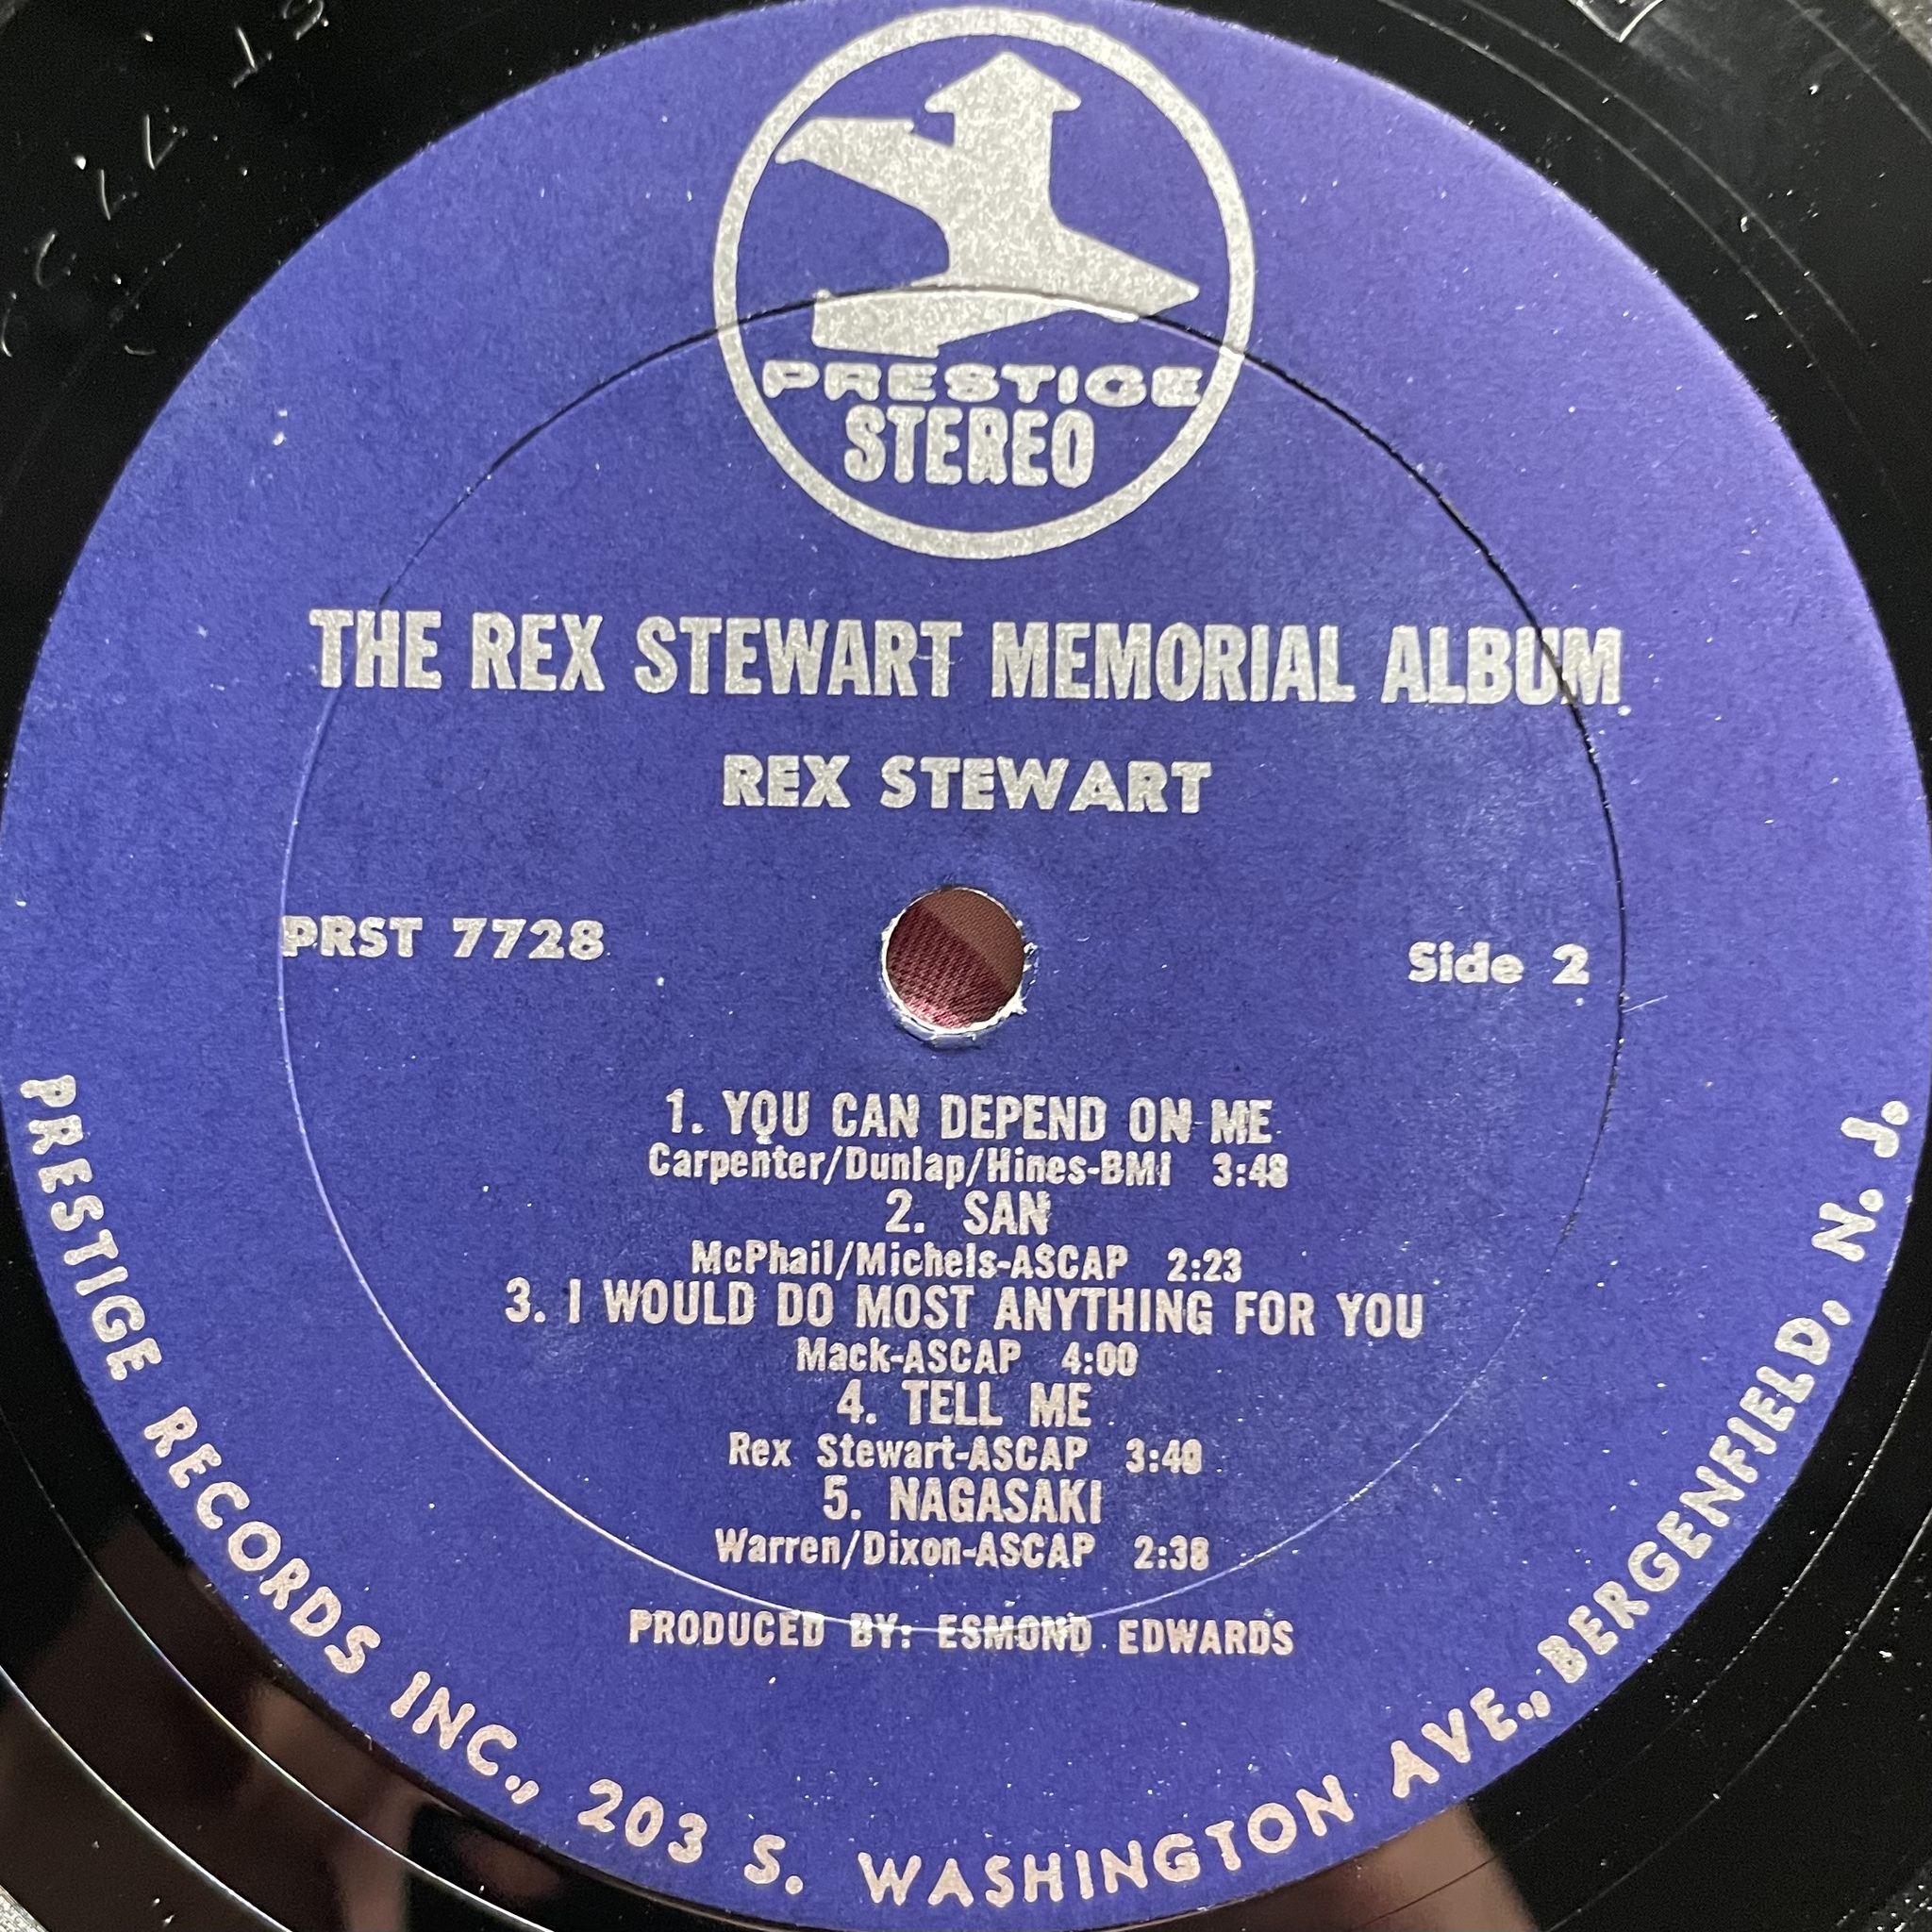 PRESTIGE
STEREO
THE REX STEWART MEMORIAL ALBUM
REX STEWART
PRST 7728
Side 2
1. YOU CAN DEPEND ON ME
Carpenter/Dunlap/Hines-BMI 3:48
2. SAN
McPhail/Michels-ASCAP 2:23
3. I WOULD DO MOST ANYTHING FOR YOU
Mack-ASCAP 4:00
4. TELL ME
Rex Stewart-ASCAP 3:40
5. NAGASAKI
Warren/Dixon-ASCAP 2:38
PRODUCED BY: ESMOND EDWARDS
PRESTIGE RECORDS INC., 203 S. WASHINGTON AVE., BERGENFIELD, N. J.